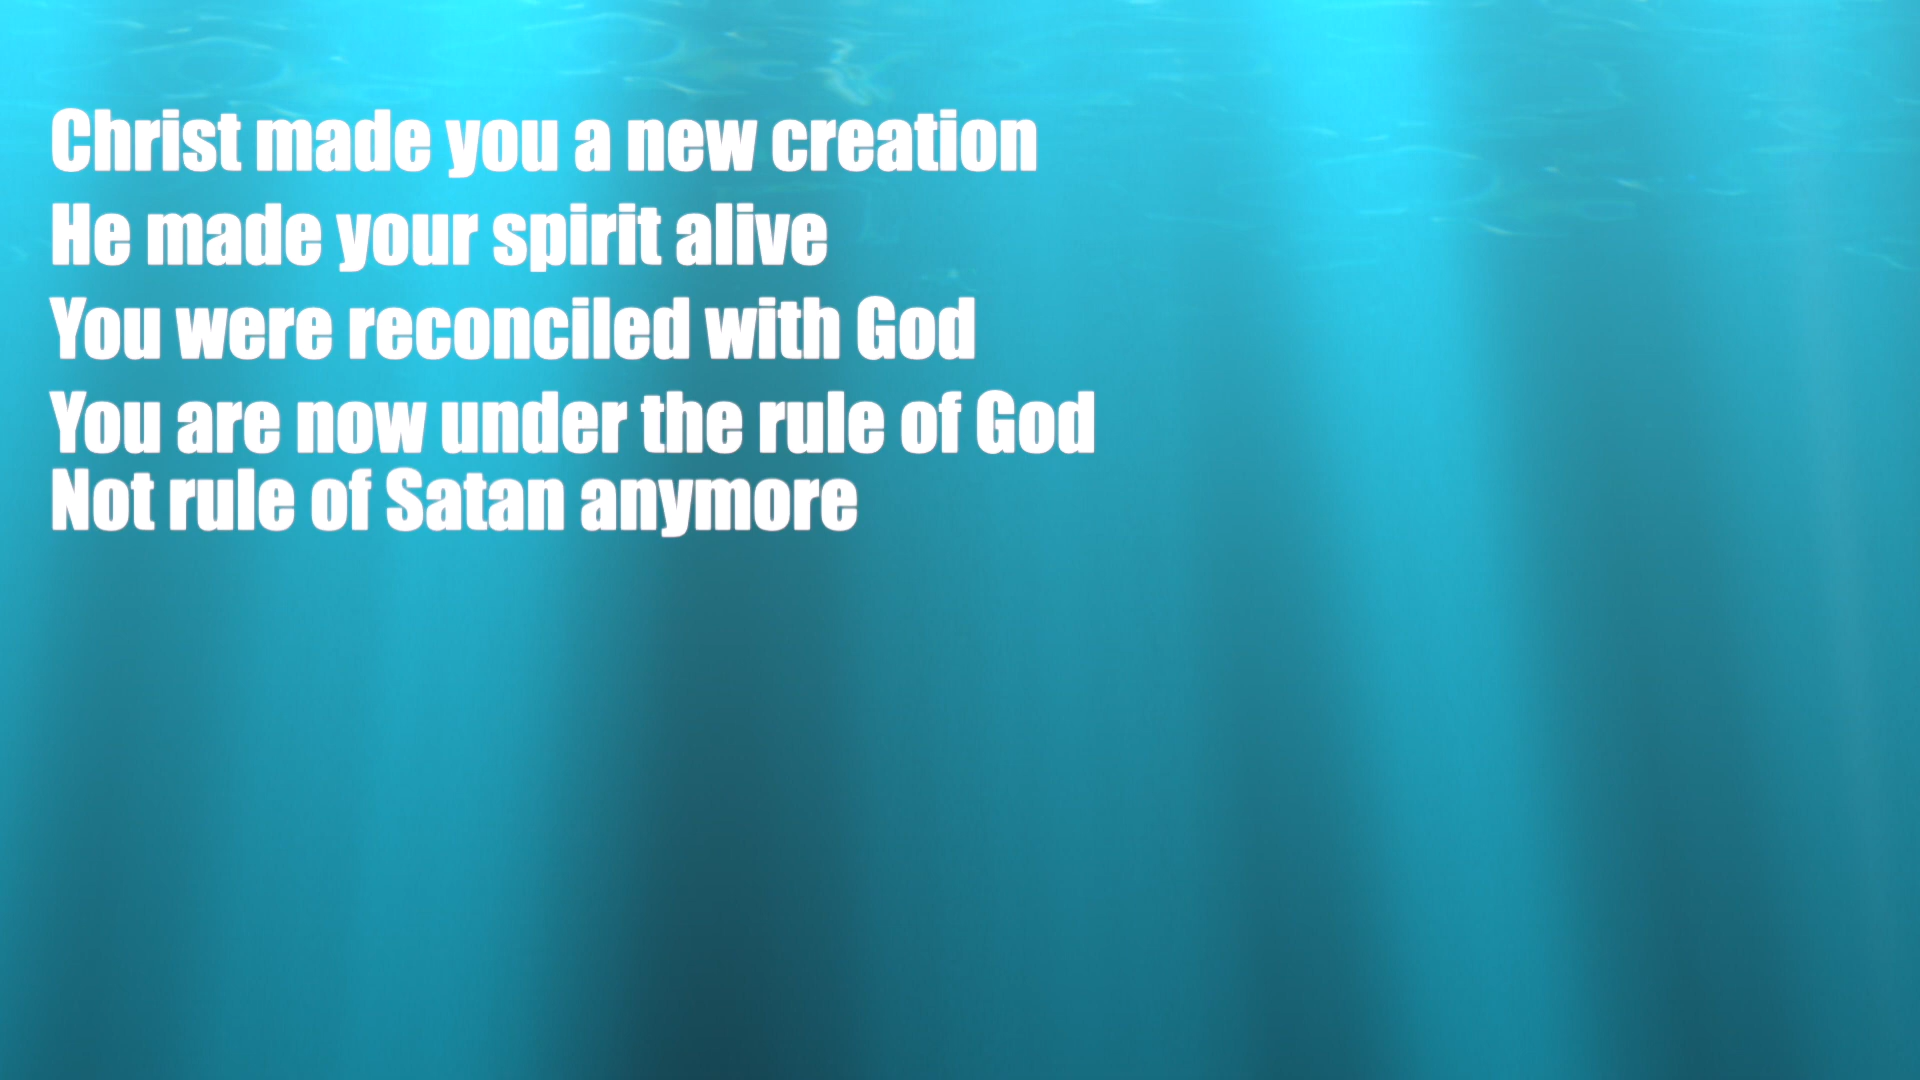 Christ made you a new creation
He made your spirit alive
You were reconciled with God
You are now under the rule of God
Not rule of Satan anymore